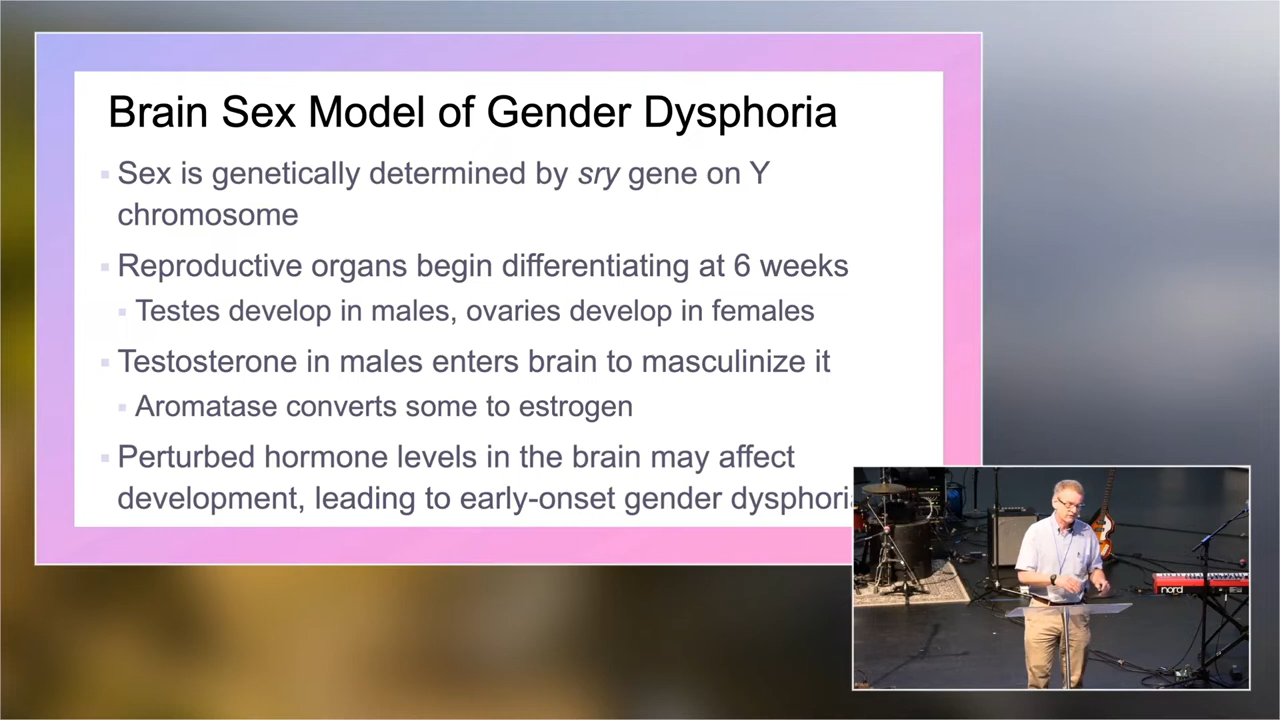 Brain Sex Model of Gender Dysphoria
Sex is genetically determined by sry gene on Y
chromosome
Reproductive organs begin differentiating at 6 weeks
Testes develop in males, ovaries develop in females
Testosterone in males enters brain to masculinize it
Aromatase converts some to estrogen
Perturbed hormone levels in the brain may affect
development, leading to early-onset gender dysphoria
nord